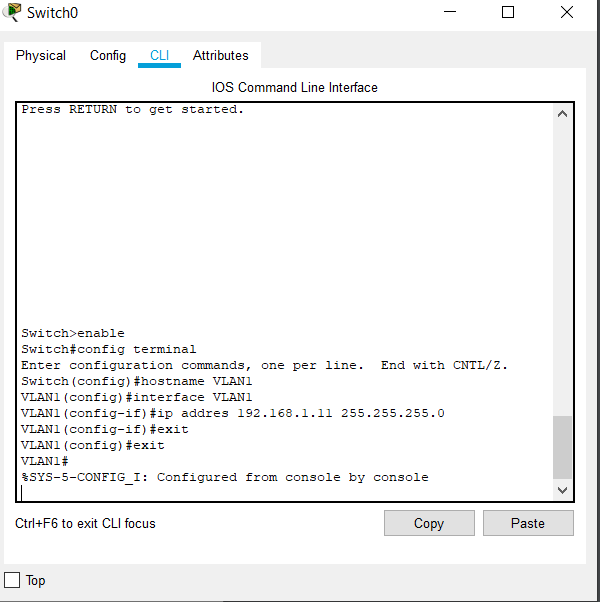 Switch0
Physical Config CLI Attributes
IOS Command Line Interface
Press RETURN to get started.
Switch>enable
Switch#config terminal
Enter configuration commands, one per line.  End with CNTL/Z.
Switch(config)#hostname VLAN1
VLAN1(config)#interface VLAN1
VLAN1(config-if)#ip addres 192.168.1.11 255.255.255.0
VLAN1(config-if)#exit
VLAN1(config)#exit
VLAN1#
%SYS-5-CONFIG_I: Configured from console by console
Ctrl+F6 to exit CLI focus Copy Paste
Top